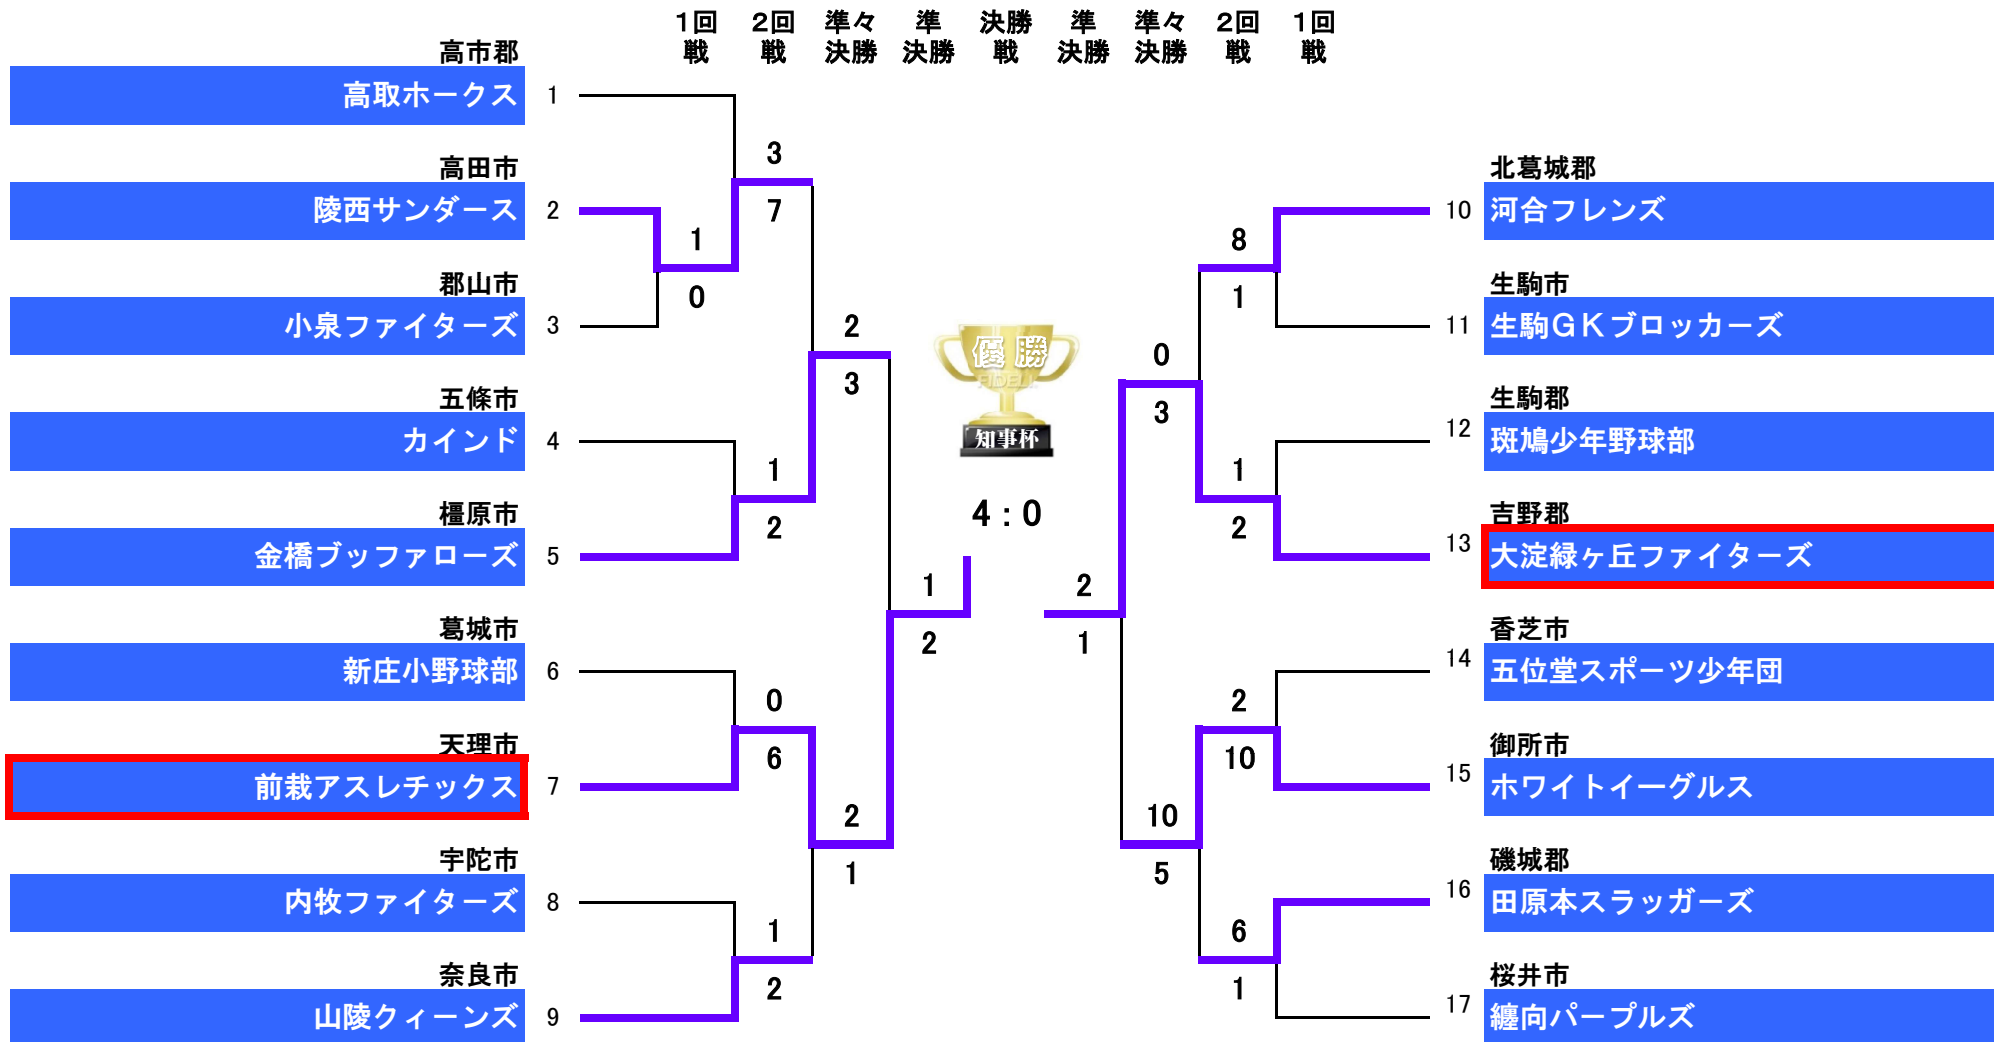 1回戦
2回戦
準々決勝
準決勝
決勝戦
準決勝
準々決勝
2回戦
1回戦
高市郡
高取ホークス
1
高田市
陵西サンダース
2
郡山市
小泉ファイターズ
3
五條市
カインド
4
橿原市
金橋ブッファローズ
5
葛城市
新庄小野球部
6
天理市
前栽アスレチックス
7
宇陀市
内牧ファイターズ
8
奈良市
山陵クィーンズ
9
1
0
3
7
1
2
0
6
1
2
2
3
2
1
1
2
優勝
FIDELI
知事杯
4 : 0
2
1
0
3
10
5
8
1
1
2
2
10
6
1
北葛城郡
10
河合フレンズ
生駒市
11
生駒GKブロッカーズ
生駒郡
12
斑鳩少年野球部
吉野郡
13
大淀緑ヶ丘ファイターズ
香芝市
14
五位堂スポーツ少年団
御所市
15
ホワイトイーグルス
磯城郡
16
田原本スラッガーズ
桜井市
17
纏向パープルズ